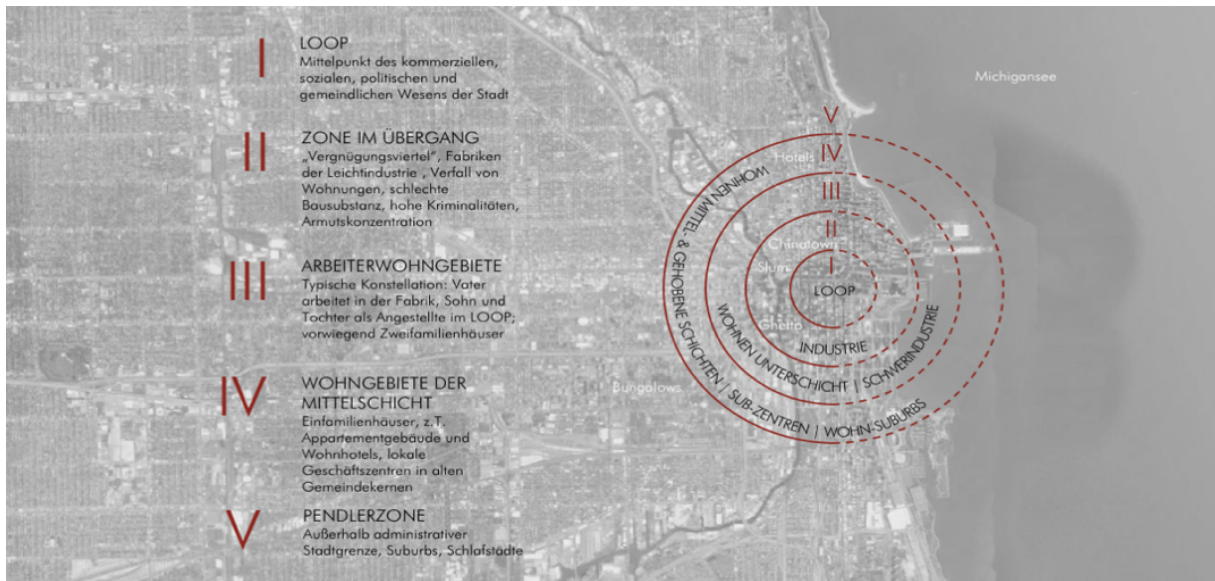 I
LOOP
Mittelpunkt des kommerziellen,
sozialen, politischen und
gemeindlichen Wesens der Stadt
II
ZONE IM ÜBERGANG
„Vergnügungsviertel“, Fabriken
der Leichtindustrie , Verfall von
Wohnungen, schlechte
Bausubstanz, hohe Kriminalitäten,
Armutskonzentration
III
ARBEITERWOHNGEBIETE
Typische Konstellation: Vater
arbeitet in der Fabrik, Sohn und
Tochter als Angestellte im LOOP;
vorwiegend Zweifamilienhäuser
IV
WOHNGEBIETE DER
MITTELSCHICHT
Einfamilienhäuser, z.T.
Appartementgebäude und
Wohnhotels, lokale
Geschäftszentren in alten
Gemeindekernen
V
PENDLERZONE
Außerhalb administrativer
Stadtgrenze, Suburbs, Schlafstädte
Michigansee
V
Hotels
IV
III
II
Chinatown
I
Slum
LOOP
Ghetto
INDUSTRIE
WOHNEN UNTERSCHICHT | SCHWERINDUSTRIE
WOHNEN MITTEL- & GEHOBENE SCHICHTEN | SUB-ZENTREN | WOHN-SUBURBS
Bungalows